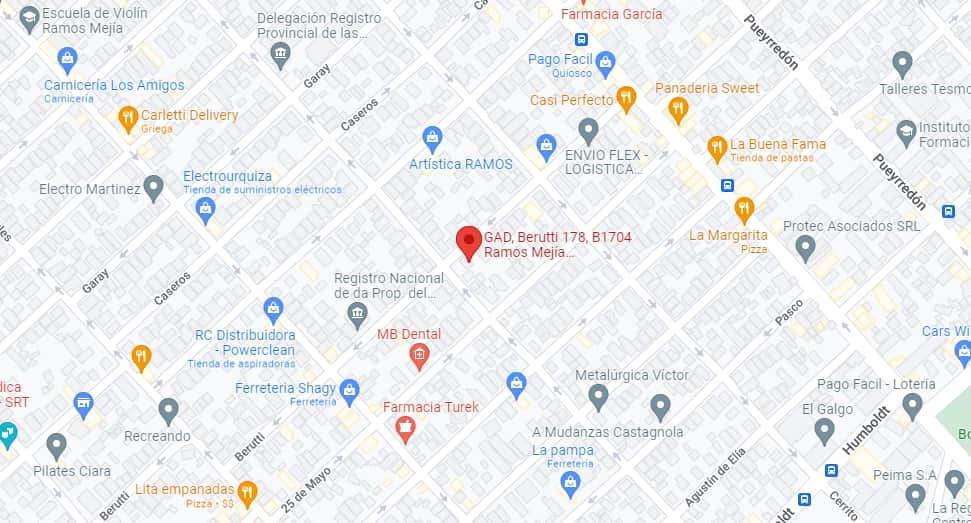 Escuela de Violín
Ramos Mejía
Delegación Registro
Provincial de las...
Farmacia García
Pueyrredón
Carnicería Los Amigos
Carnicería
Garay
Pago Facil
Quiosco
Talleres Tesmo
Carletti Delivery
Griega
Caseros
Casi Perfecto
Panaderia Sweet
Instituto
Formaci
Artística RAMOS
ENVIO FLEX -
LOGISTICA...
La Buena Fama
Tienda de pastas
Pueyrredón
Electro Martinez
Electrourquiza
Tienda de suministros eléctricos
GAD, Berutti 178, B1704
Ramos Mejía...
La Margarita
Pizza
Protec Asociados SRL
Garay
Caseros
Registro Nacional
de da Prop. del...
Pasco
RC Distribuidora
- Powerclean
Tienda de aspiradoras
MB Dental
Cars Wi
Ferreteria Shagy
Ferretería
Metalúrgica Victor
Pago Fácil - Lotería
dica
- SRT
Farmacia Turek
El Galgo
Humboldt
Recreando
A Mudanzas Castagnola
Bo
Berutti
La pampa
Ferretería
Pilates Ciara
Agustín de Elía
Peima S.A
Lita empanadas
Pizza • $$
25 de Mayo
Berutti
Cerrito
La Reg
Centro
Humboldt